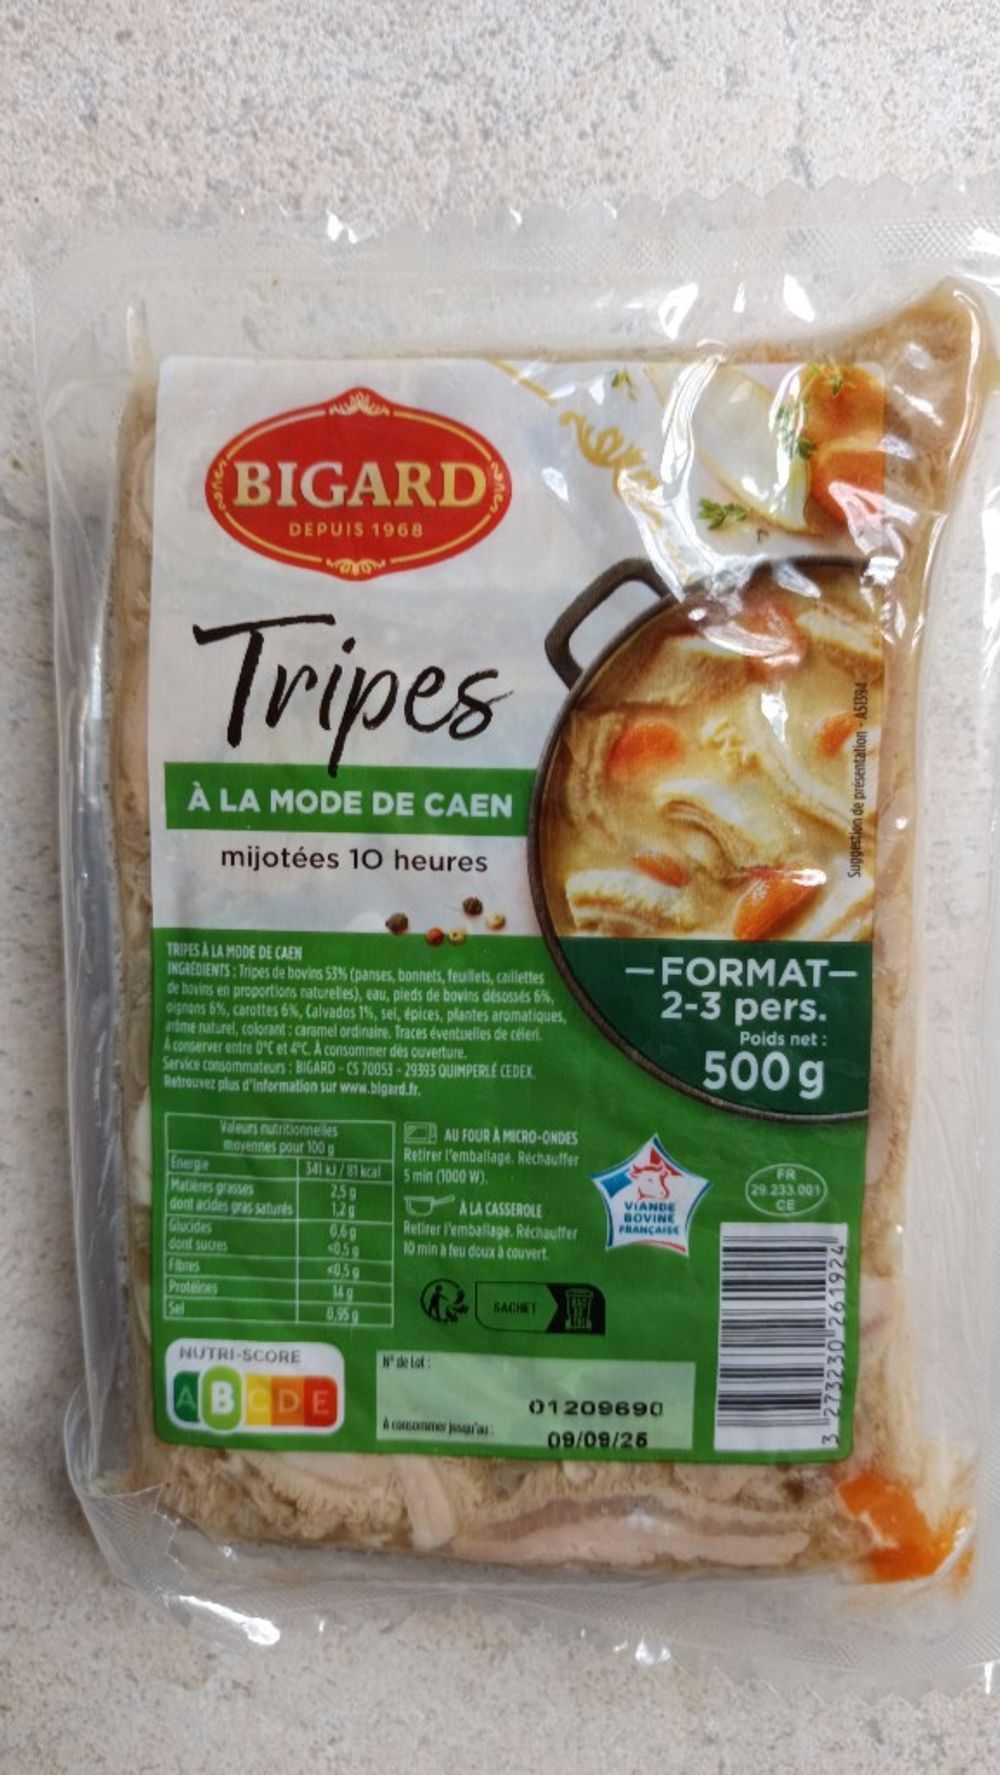 BIGARD
DEPUIS 1968
Tripes
À LA MODE DE CAEN
mijotées 10 heures
Suggestion de présentation - A51394
— FORMAT —
2-3 pers.
Poids net :
500 g
TRIPES À LA MODE DE CAEN
INGRÉDIENTS : Tripes de bovins 53% (panses, bonnets, feuillets, caillettes
de bovins en proportions naturelles), eau, pieds de bovins désossés 6%,
oignons 6%, carottes 6%, Calvados 1%, sel, épices, plantes aromatiques,
arôme naturel, colorant : caramel ordinaire. Traces éventuelles de céleri.
À conserver entre 0°C et 4°C. À consommer dès ouverture.
Service consommateurs : BIGARD - CS 70053 - 29393 QUIMPERLÉ CEDEX.
Retrouvez plus d'information sur www.bigard.fr.
Valeurs nutritionnelles
moyennes pour 100 g
Énergie 341 kJ / 81 kcal
Matières grasses 2,5 g
dont acides gras saturés 1,2 g
Glucides 0,6 g
dont sucres <0,5 g
Fibres <0,5 g
Protéines 14 g
Sel 0,95 g
AU FOUR À MICRO-ONDES
Retirer l'emballage. Réchauffer
5 min (1000 W).
À LA CASSEROLE
Retirer l'emballage. Réchauffer
10 min à feu doux à couvert.
SACHET
VIANDE
BOVINE
FRANÇAISE
FR
29.233.001
CE
NUTRI-SCORE
A B C D E
N° de Lot :
01209690
À consommer jusqu'au :
09/09/25
3 273230 261924